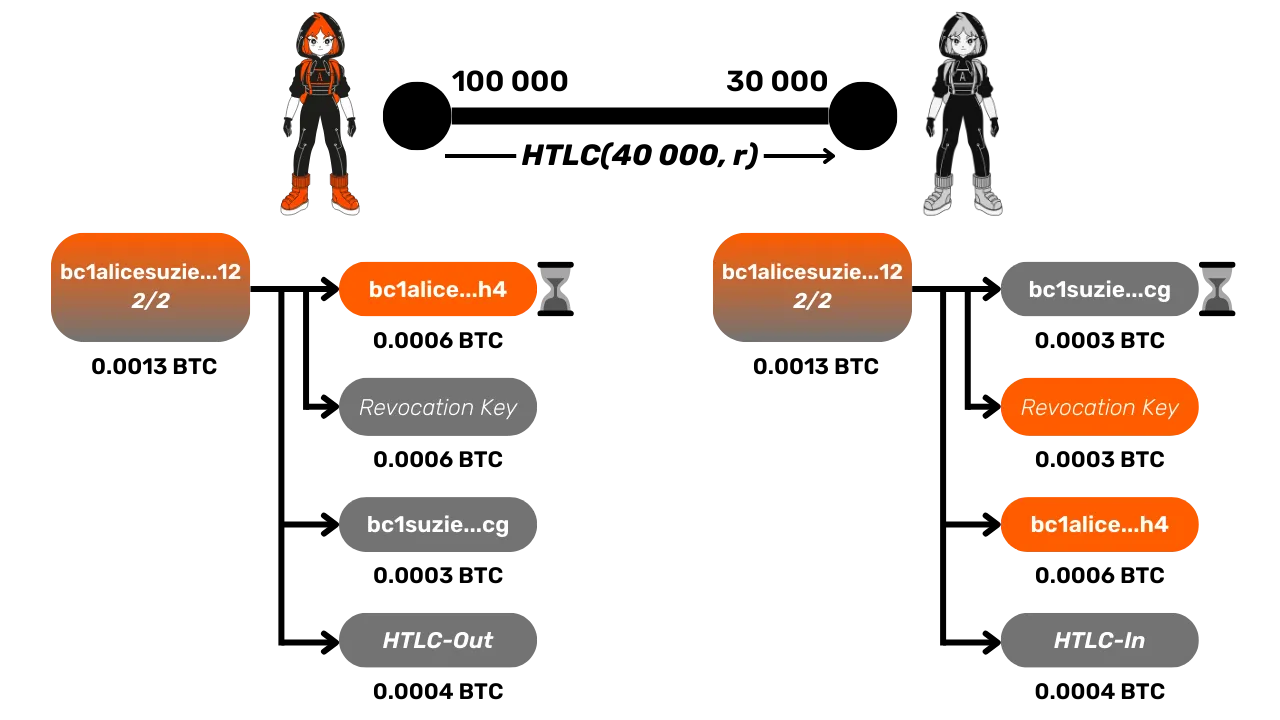 A
A
100 000
30 000
HTLC(40 000, r)
bc1alicesuzie...12
2/2
0.0013 BTC
bc1alice...h4
0.0006 BTC
Revocation Key
0.0006 BTC
bc1suzie...cg
0.0003 BTC
HTLC-Out
0.0004 BTC
bc1alicesuzie...12
2/2
0.0013 BTC
bc1suzie...cg
0.0003 BTC
Revocation Key
0.0003 BTC
bc1alice...h4
0.0006 BTC
HTLC-In
0.0004 BTC